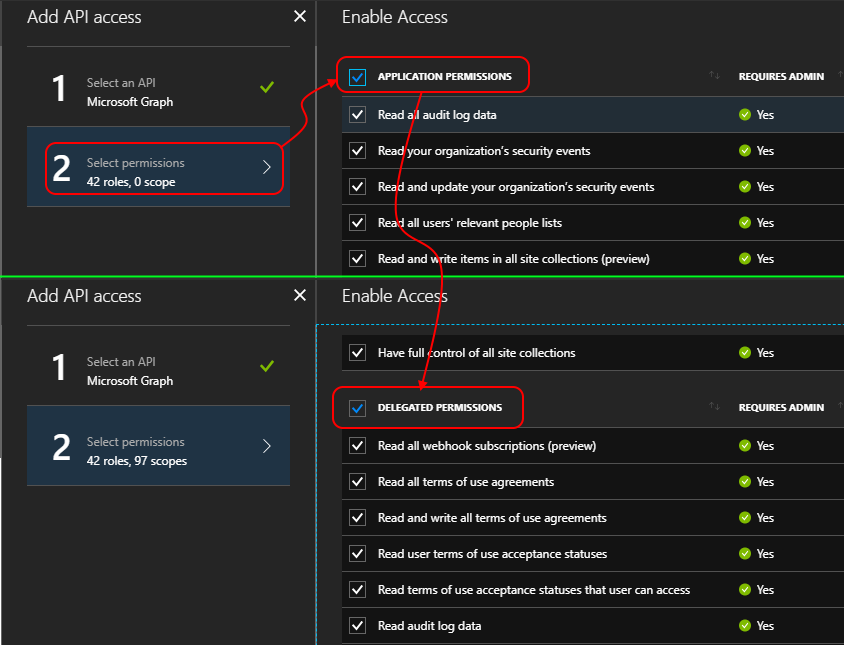 Add API access
Enable Access
1
Select an API
Microsoft Graph
2
Select permissions
42 roles, 0 scope
APPLICATION PERMISSIONS REQUIRES ADMIN
Read all audit log data Yes
Read your organization's security events Yes
Read and update your organization's security events Yes
Read all users' relevant people lists Yes
Read and write items in all site collections (preview) Yes
Add API access
Enable Access
1
Select an API
Microsoft Graph
2
Select permissions
42 roles, 97 scopes
Have full control of all site collections Yes
DELEGATED PERMISSIONS REQUIRES ADMIN
Read all webhook subscriptions (preview) Yes
Read all terms of use agreements Yes
Read and write all terms of use agreements Yes
Read user terms of use acceptance statuses Yes
Read terms of use acceptance statuses that user can access Yes
Read audit log data Yes